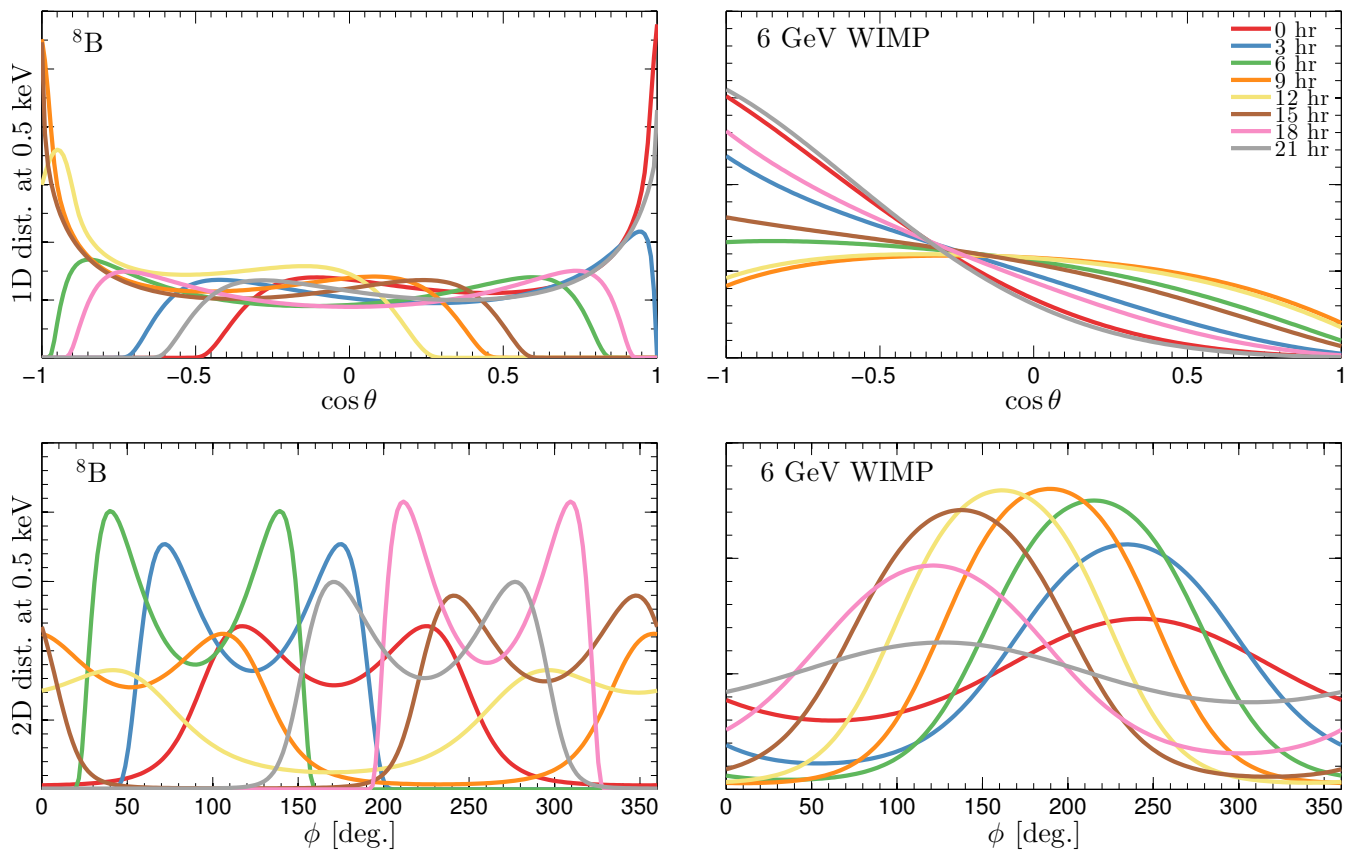 ⁸B
1D dist. at 0.5 keV
−1 −0.5 0 0.5 1
cos θ
6 GeV WIMP
0 hr
3 hr
6 hr
9 hr
12 hr
15 hr
18 hr
21 hr
−1 −0.5 0 0.5 1
cos θ
⁸B
2D dist. at 0.5 keV
0 50 100 150 200 250 300 350
ϕ [deg.]
6 GeV WIMP
0 50 100 150 200 250 300 350
ϕ [deg.]